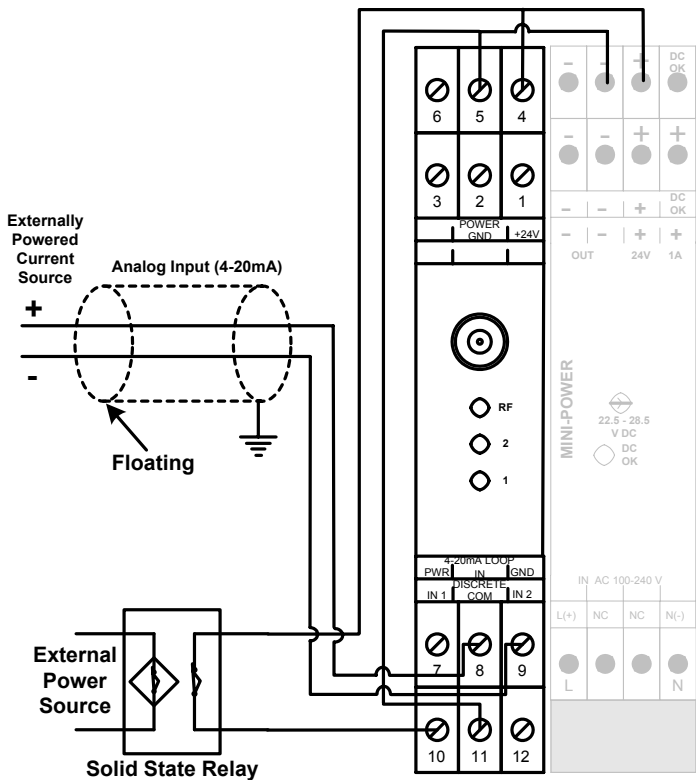 - - + DC OK
6 5 4
- - + +
3 2 1
- - + DC OK
POWER
GND +24V
- - + +
OUT 24V 1A
Externally
Powered
Current
Source
Analog Input (4-20mA)
+
-
Floating
RF
2
1
MINI-POWER
22.5 - 28.5
V DC
DC
OK
4-20mA LOOP
PWR IN GND
DISCRETE
IN 1 COM IN 2
IN AC 100-240 V
L(+) NC NC N(-)
7 8 9
L N
External
Power
Source
10 11 12
Solid State Relay